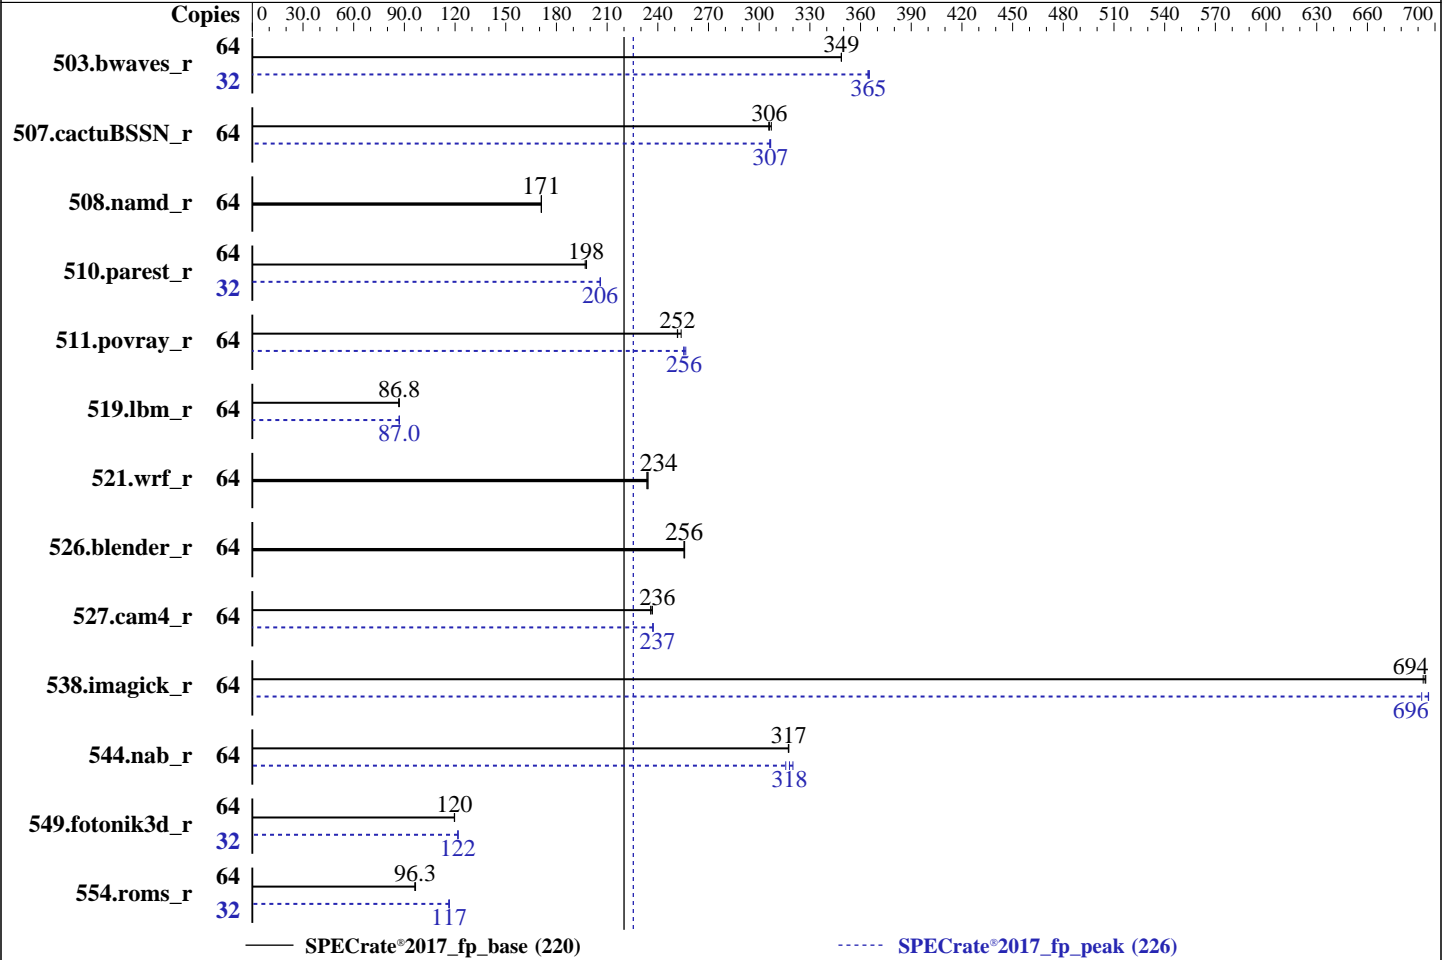 Copies 0 30.0 60.0 90.0 120 150 180 210 240 270 300 330 360 390 420 450 480 510 540 570 600 630 660 700
503.bwaves_r 64 349
32 365
507.cactuBSSN_r 64 306
307
508.namd_r 64 171
510.parest_r 64 198
32 206
511.povray_r 64 252
256
519.lbm_r 64 86.8
87.0
521.wrf_r 64 234
526.blender_r 64 256
527.cam4_r 64 236
237
538.imagick_r 64 694
696
544.nab_r 64 317
318
549.fotonik3d_r 64 120
32 122
554.roms_r 64 96.3
32 117
SPECrate®2017_fp_base (220) SPECrate®2017_fp_peak (226)